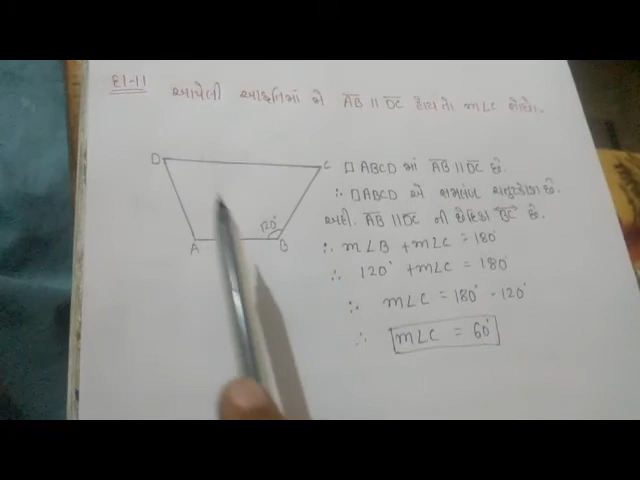 દા-11 આપેલી આકૃતિમાં જો AB || DC હોય તો m∠C શોધો.
D C
120°
A B
□ABCD માં AB || DC છે.
∴ □ABCD એ સમલંબ ચતુષ્કોણ છે.
અહી. AB || DC ની છેદિકા BC છે.
∴ m∠B + m∠C = 180°
∴ 120° + m∠C = 180°
∴ m∠C = 180° - 120°
∴ m∠C = 60°